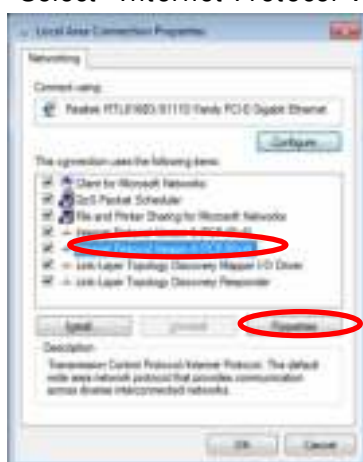 Select "Internet Protocol
Local Area Connection Properties
Networking
Connect using:
Realtek Family PCI-E Gigabit Ethernet
Configure...
This connection uses the following items:
Client for Microsoft Networks
QoS Packet Scheduler
File and Printer Sharing for Microsoft Networks
Internet Protocol Version
Link-Layer Topology Discovery Mapper I/O Driver
Link-Layer Topology Discovery Responder
Install...
Uninstall
Properties
Description
Transmission Control Protocol/Internet Protocol. The default
wide area network protocol that provides communication
across diverse interconnected networks.
OK
Cancel